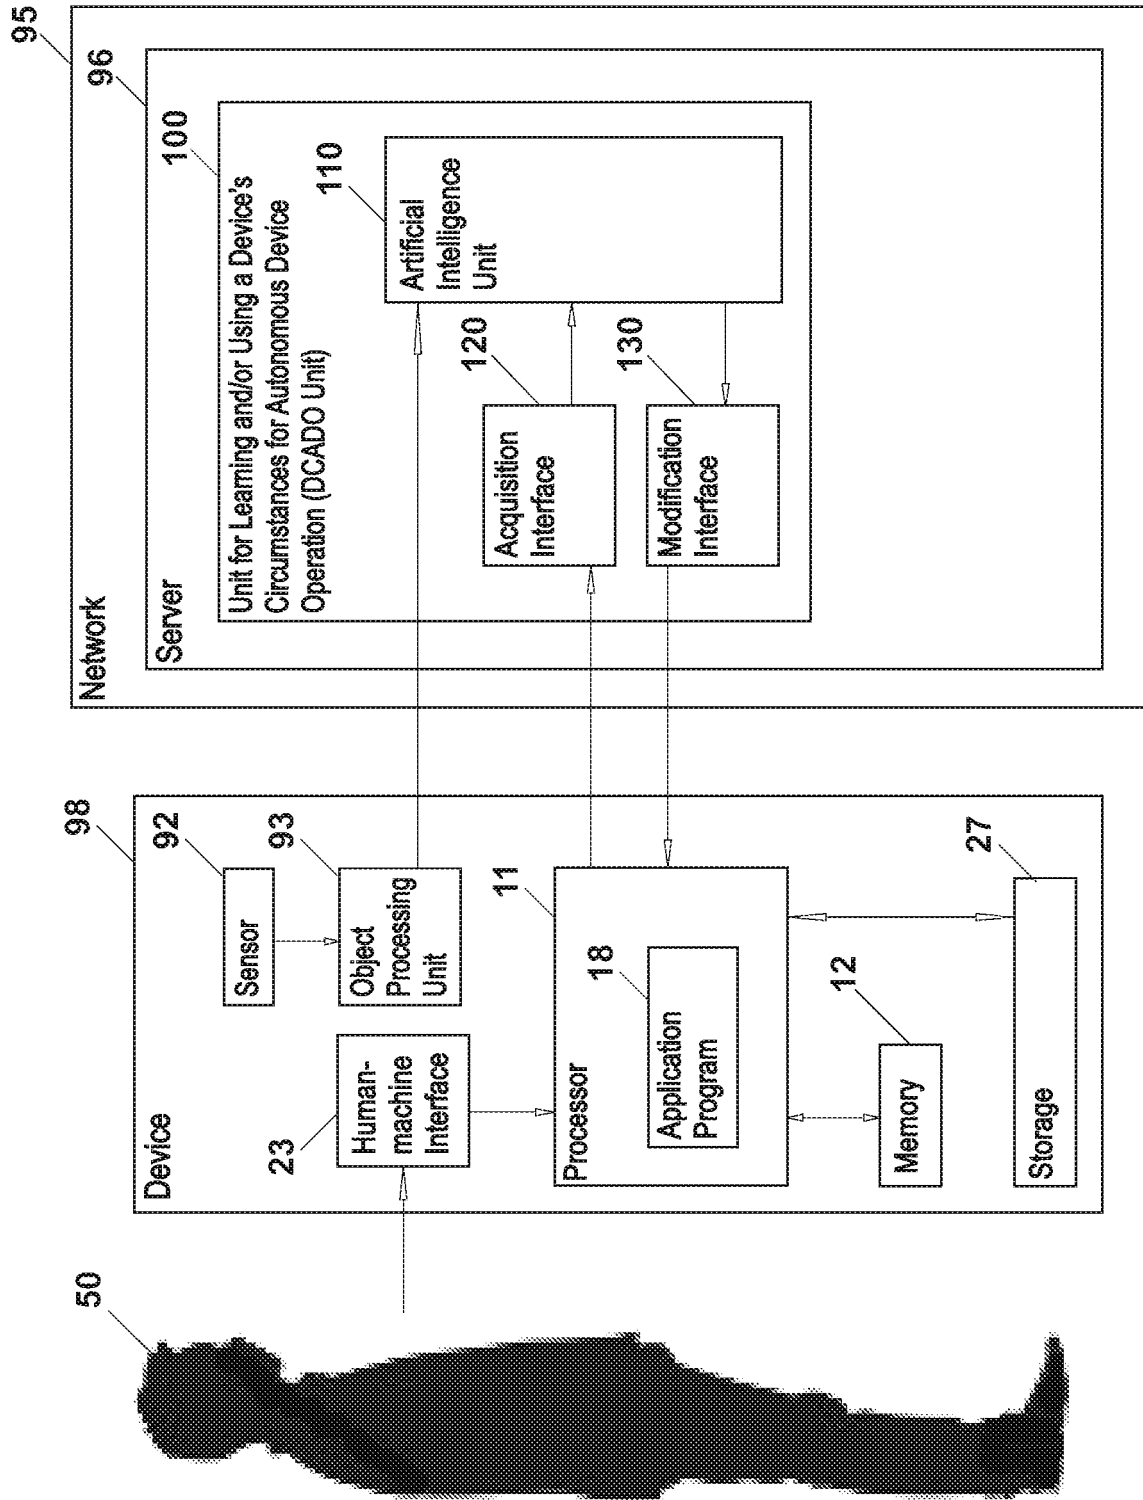 50
98
Device
23
Human-
machine
Interface
Sensor
92
Object
Processing
Unit
93
Processor
11
Application
Program
18
Memory
12
Storage
27
95
Network
96
Server
100
Unit for Learning and/or Using a Device's
Circumstances for Autonomous Device
Operation (DCADO Unit)
Artificial
Intelligence
Unit
110
Acquisition
Interface
120
Modification
Interface
130